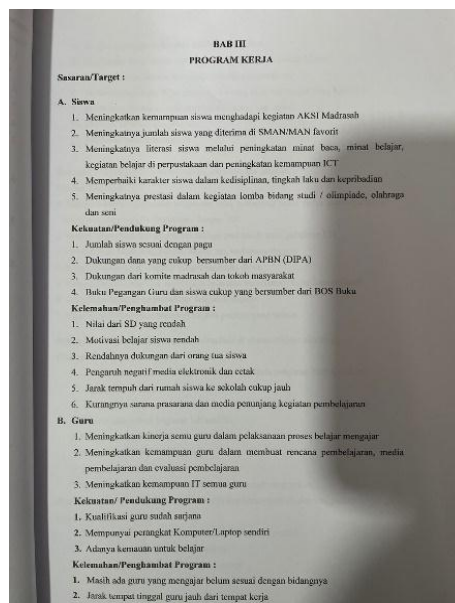 BAB III
PROGRAM KERJA
Sasaran/Target :
A. Siswa
1. Meningkatkan kemampuan siswa menghadapi kegiatan AKSI Madrasah
2. Meningkatnya jumlah siswa yang diterima di SMAN/MAN favorit
3. Meningkatnya literasi siswa melalui peningkatan minat baca, minat belajar,
kegiatan belajar di perpustakaan dan peningkatan kemampuan ICT
4. Memperbaiki karakter siswa dalam kedisiplinan, tingkah laku dan kepribadian
5. Meningkatnya prestasi dalam kegiatan lomba bidang studi / olimpiade, olahraga
dan seni
Kekuatan/Pendukung Program :
1. Jumlah siswa sesuai dengan pagu
2. Dukungan dana yang cukup bersumber dari APBN (DIPA)
3. Dukungan dari komite madrasah dan tokoh masyarakat
4. Buku Pegangan Guru dan siswa cukup yang bersumber dari BOS Buku
Kelemahan/Penghambat Program :
1. Nilai dari SD yang rendah
2. Motivasi belajar siswa rendah
3. Rendahnya dukungan dari orang tua siswa
4. Pengaruh negatif media elektronik dan cetak
5. Jarak tempuh dari rumah siswa ke sekolah cukup jauh
6. Kurangnya sarana prasarana dan media penunjang kegiatan pembelajaran
B. Guru
1. Meningkatkan kinerja semu guru dalam pelaksanaan proses belajar mengajar
2. Meningkatkan kemampuan guru dalam membuat rencana pembelajaran, media
pembelajaran dan evaluasi pembelajaran
3. Meningkatkan kemampuan IT semua guru
Kekuatan/ Pendukung Program :
1. Kualifikasi guru sudah sarjana
2. Mempunyai perangkat Komputer/Laptop sendiri
3. Adanya kemauan untuk belajar
Kelemahan/Penghambat Program :
1. Masih ada guru yang mengajar belum sesuai dengan bidangnya
2. Jarak tempat tinggal guru jauh dari tempat kerja